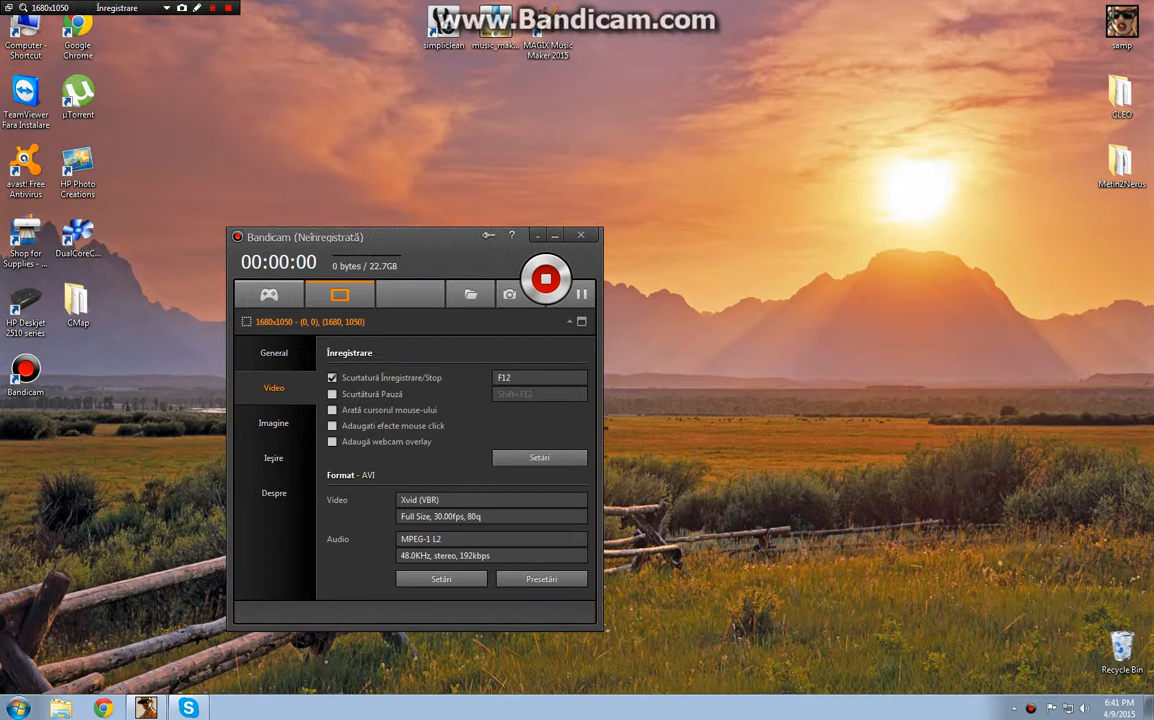 1680x1050 Înregistrare
www.Bandicam.com
Computer - Shortcut
Google Chrome
simpliclean
music_mak...
MAGIX Music Maker 2015
samp
TeamViewer Fara Instalare
µTorrent
CLEO
avast! Free Antivirus
HP Photo Creations
Metin2Nexus
Shop for Supplies - ...
DualCoreC...
HP Deskjet 2510 series
CMap
Bandicam
Bandicam (Neînregistrată)
?
00:00:00
0 bytes / 22.7GB
1680x1050 - (0, 0), (1680, 1050)
General
Video
Imagine
Ieşire
Despre
Înregistrare
Scurtatură Înregistrare/Stop F12
Scurtătură Pauză Shift+F12
Arată cursorul mouse-ului
Adaugati efecte mouse click
Adaugă webcam overlay
Setări
Format - AVI
Video Xvid (VBR)
Full Size, 30.00fps, 80q
Audio MPEG-1 L2
48.0KHz, stereo, 192kbps
Setări Presetări
Recycle Bin
6:41 PM
4/9/2015